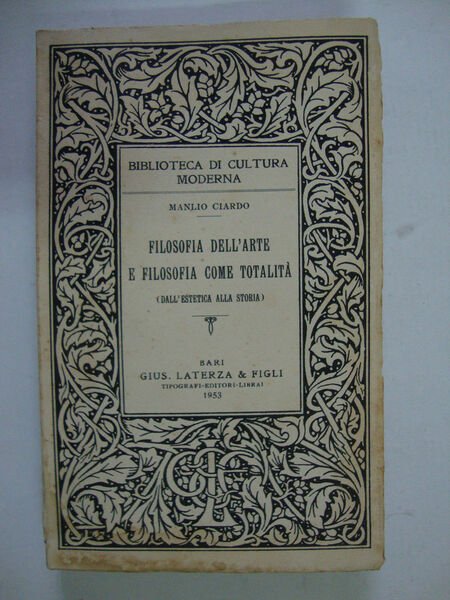 BIBLIOTECA DI CULTURA
MODERNA
MANLIO CIARDO
FILOSOFIA DELL'ARTE
E FILOSOFIA COME TOTALITÀ
(DALL'ESTETICA ALLA STORIA)
BARI
GIUS. LATERZA & FIGLI
TIPOGRAFI-EDITORI-LIBRAI
1953